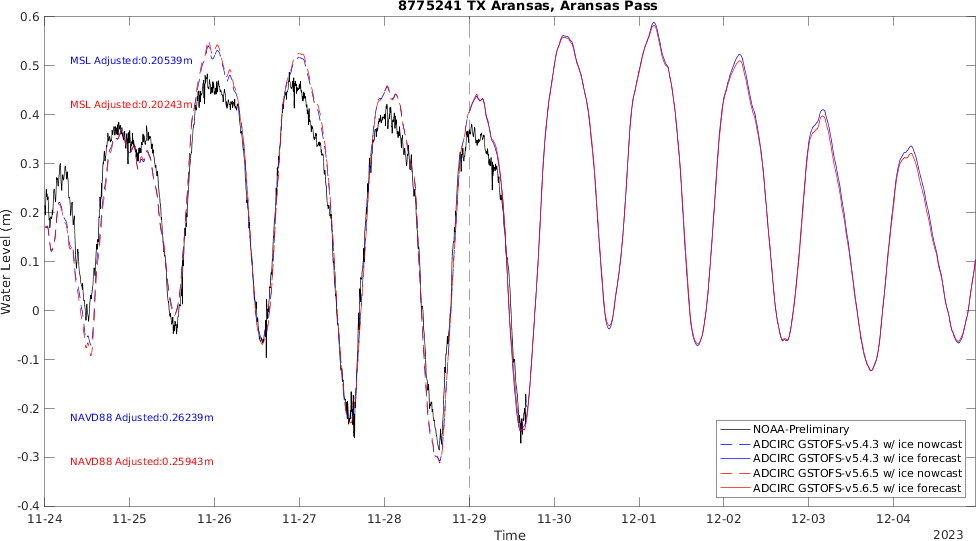 8775241 TX Aransas, Aransas Pass
0.6
0.5
0.4
0.3
0.2
0.1
0
-0.1
-0.2
-0.3
-0.4
Water Level (m)
MSL Adjusted:0.20539m
MSL Adjusted:0.20243m
NAVD88 Adjusted:0.26239m
NAVD88 Adjusted:0.25943m
NOAA-Preliminary
ADCIRC GSTOFS-v5.4.3 w/ ice nowcast
ADCIRC GSTOFS-v5.4.3 w/ ice forecast
ADCIRC GSTOFS-v5.6.5 w/ ice nowcast
ADCIRC GSTOFS-v5.6.5 w/ ice forecast
11-24 11-25 11-26 11-27 11-28 11-29 11-30 12-01 12-02 12-03 12-04
Time
2023